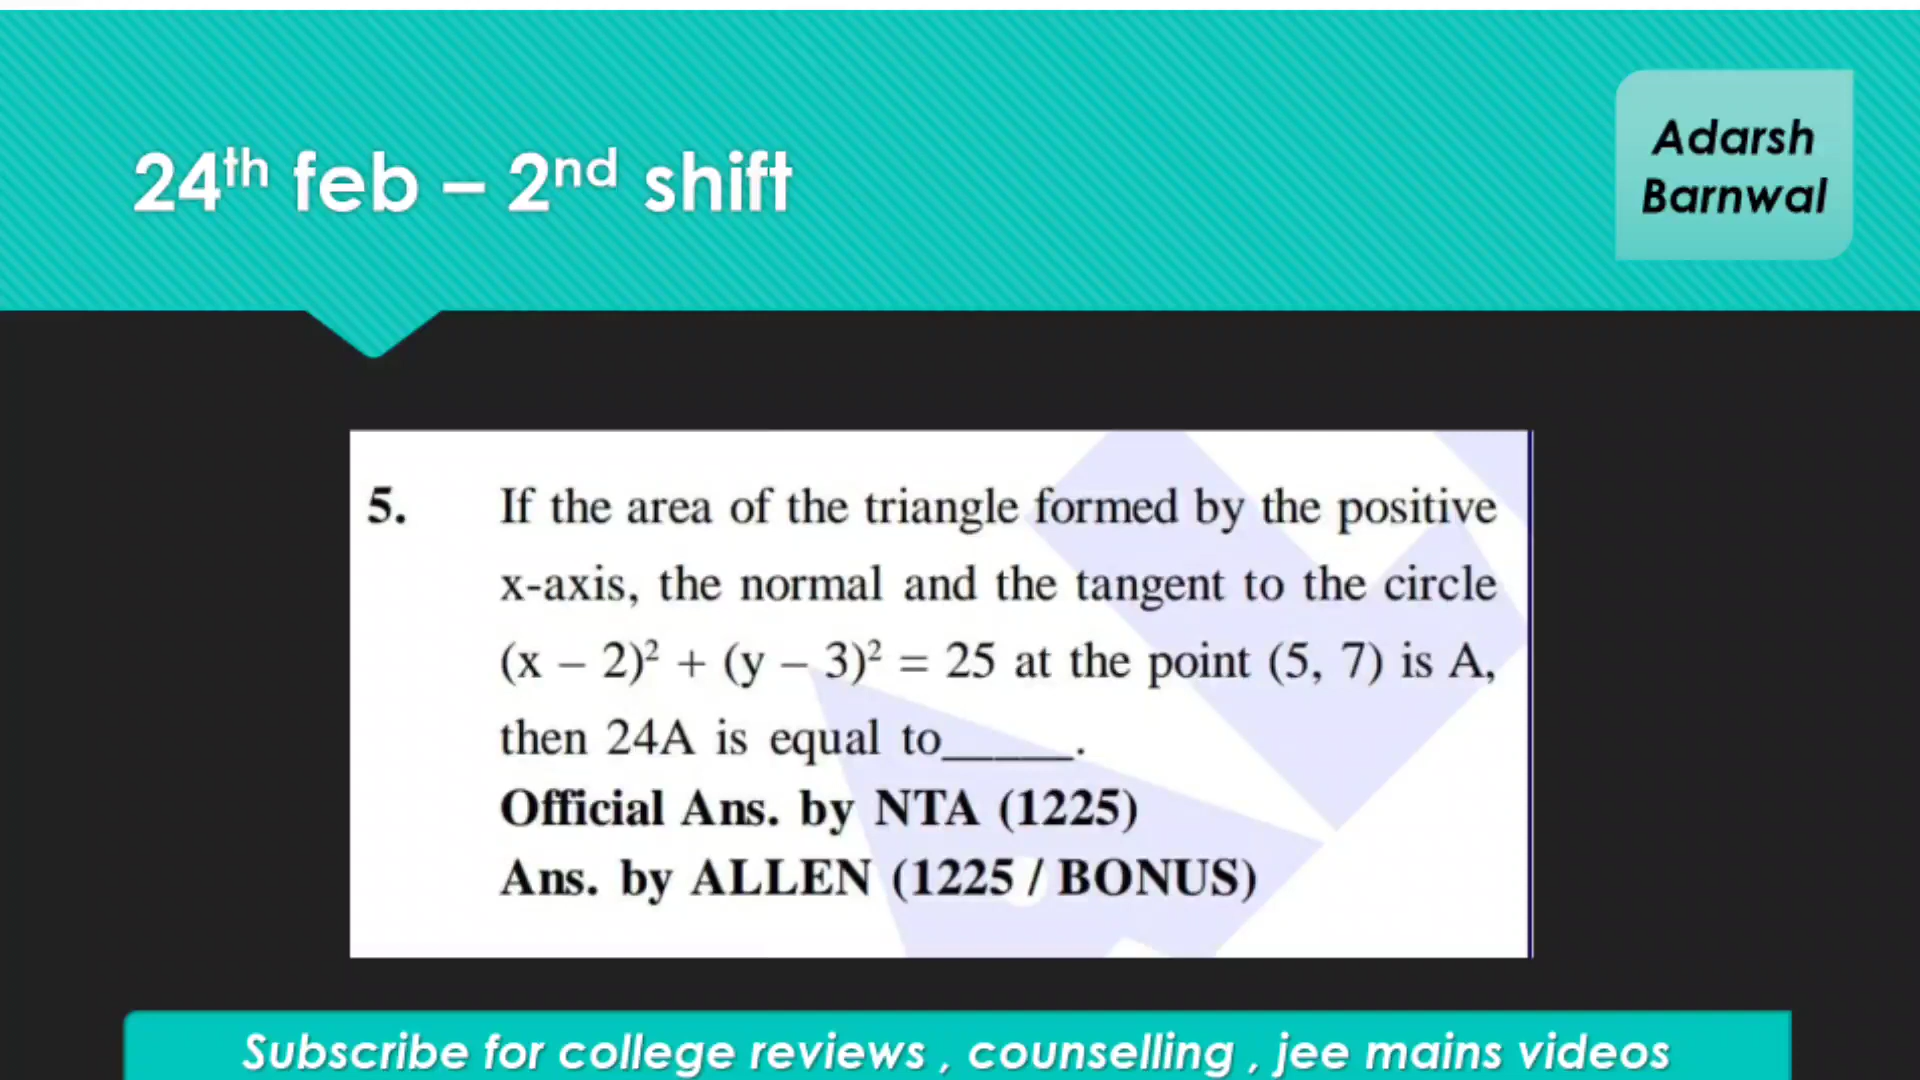 24th feb – 2nd shift
Adarsh
Barnwal
5. If the area of the triangle formed by the positive
x-axis, the normal and the tangent to the circle
(x – 2)² + (y – 3)² = 25 at the point (5, 7) is A,
then 24A is equal to_____.
Official Ans. by NTA (1225)
Ans. by ALLEN (1225 / BONUS)
Subscribe for college reviews , counselling , jee mains videos